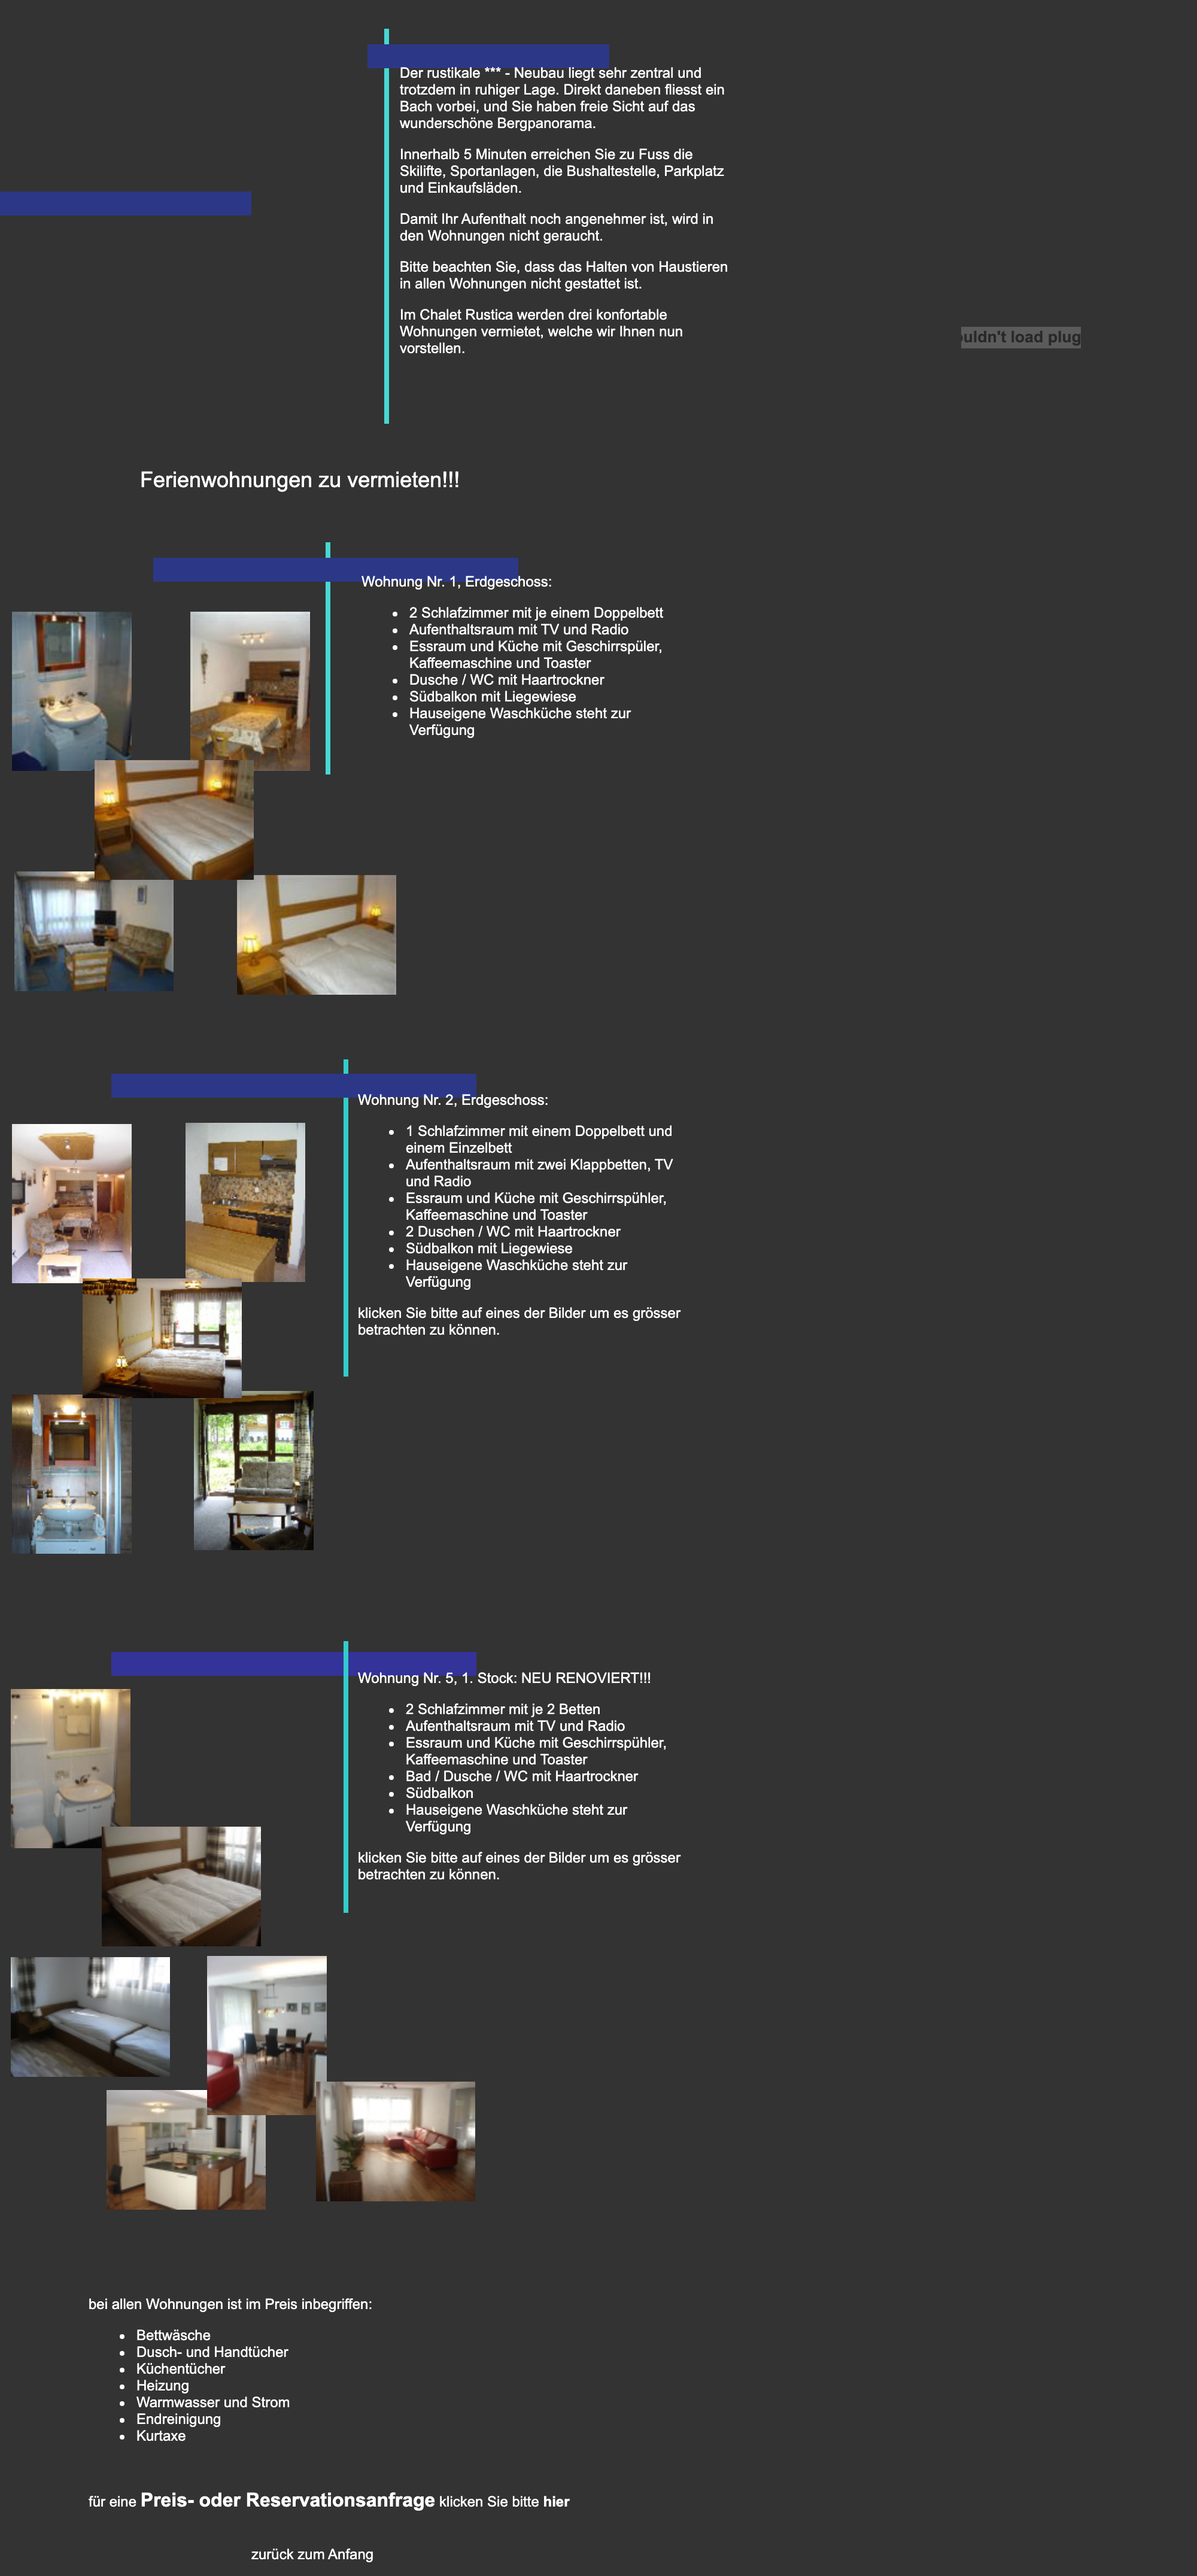 Der rustikale *** - Neubau liegt sehr zentral und
trotzdem in ruhiger Lage. Direkt daneben fliesst ein
Bach vorbei, und Sie haben freie Sicht auf das
wunderschöne Bergpanorama.
Innerhalb 5 Minuten erreichen Sie zu Fuss die
Skilifte, Sportanlagen, die Bushaltestelle, Parkplatz
und Einkaufsläden.
Damit Ihr Aufenthalt noch angenehmer ist, wird in
den Wohnungen nicht geraucht.
Bitte beachten Sie, dass das Halten von Haustieren
in allen Wohnungen nicht gestattet ist.
Im Chalet Rustica werden drei konfortable
Wohnungen vermietet, welche wir Ihnen nun
vorstellen.
ouldn't load plug
Ferienwohnungen zu vermieten!!!
Wohnung Nr. 1, Erdgeschoss:
• 2 Schlafzimmer mit je einem Doppelbett
• Aufenthaltsraum mit TV und Radio
• Essraum und Küche mit Geschirrspüler,
Kaffeemaschine und Toaster
• Dusche / WC mit Haartrockner
• Südbalkon mit Liegewiese
• Hauseigene Waschküche steht zur
Verfügung
Wohnung Nr. 2, Erdgeschoss:
• 1 Schlafzimmer mit einem Doppelbett und
einem Einzelbett
• Aufenthaltsraum mit zwei Klappbetten, TV
und Radio
• Essraum und Küche mit Geschirrspühler,
Kaffeemaschine und Toaster
• 2 Duschen / WC mit Haartrockner
• Südbalkon mit Liegewiese
• Hauseigene Waschküche steht zur
Verfügung
klicken Sie bitte auf eines der Bilder um es grösser
betrachten zu können.
Wohnung Nr. 5, 1. Stock: NEU RENOVIERT!!!
• 2 Schlafzimmer mit je 2 Betten
• Aufenthaltsraum mit TV und Radio
• Essraum und Küche mit Geschirrspühler,
Kaffeemaschine und Toaster
• Bad / Dusche / WC mit Haartrockner
• Südbalkon
• Hauseigene Waschküche steht zur
Verfügung
klicken Sie bitte auf eines der Bilder um es grösser
betrachten zu können.
bei allen Wohnungen ist im Preis inbegriffen:
• Bettwäsche
• Dusch- und Handtücher
• Küchentücher
• Heizung
• Warmwasser und Strom
• Endreinigung
• Kurtaxe
für eine Preis- oder Reservationsanfrage klicken Sie bitte hier
zurück zum Anfang